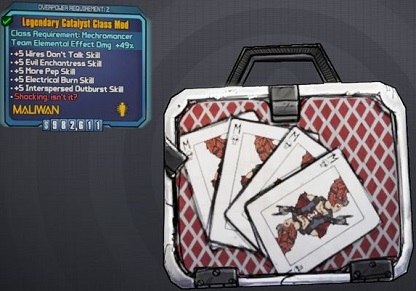 OVERPOWER REQUIREMENT: 2
Legendary Catalyst Class Mod
Class Requirement: Mechromancer
Team Elemental Effect Dmg +49%
• +5 Wires Don't Talk Skill
• +5 Evil Enchantress Skill
• +5 More Pep Skill
• +5 Electrical Burn Skill
• +5 Interspersed Outburst Skill
• Shocking isn't it?
MALIWAN
$982,611
M
M
M
M